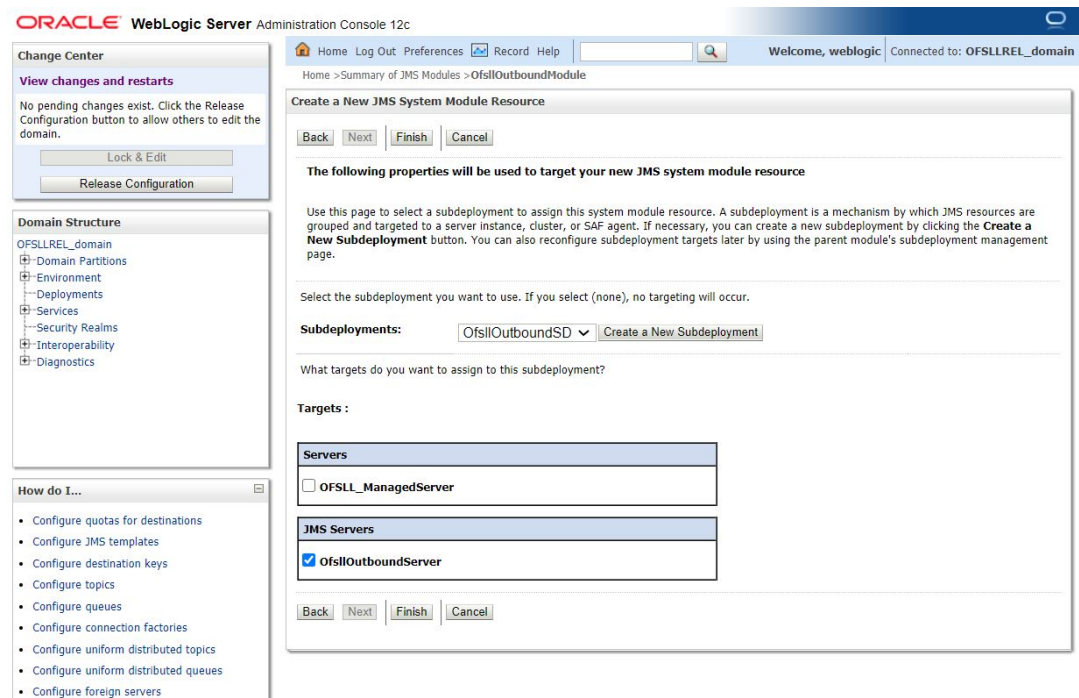 ORACLE WebLogic Server Administration Console 12c
Change Center
View changes and restarts
No pending changes exist. Click the Release
Configuration button to allow others to edit the
domain.
Lock & Edit
Release Configuration
Domain Structure
OFSLLREL_domain
Domain Partitions
Environment
Deployments
Services
Security Realms
Interoperability
Diagnostics
How do I...
Configure quotas for destinations
Configure JMS templates
Configure destination keys
Configure topics
Configure queues
Configure connection factories
Configure uniform distributed topics
Configure uniform distributed queues
Configure foreign servers
Home Log Out Preferences Record Help
Welcome, weblogic Connected to: OFSLLREL_domain
Home >Summary of JMS Modules >OfsllOutboundModule
Create a New JMS System Module Resource
Back Next Finish Cancel
The following properties will be used to target your new JMS system module resource
Use this page to select a subdeployment to assign this system module resource. A subdeployment is a mechanism by which JMS resources are
grouped and targeted to a server instance, cluster, or SAF agent. If necessary, you can create a new subdeployment by clicking the Create a
New Subdeployment button. You can also reconfigure subdeployment targets later by using the parent module's subdeployment management
page.
Select the subdeployment you want to use. If you select (none), no targeting will occur.
Subdeployments: OfsllOutboundSD Create a New Subdeployment
What targets do you want to assign to this subdeployment?
Targets :
Servers
OFSLL_ManagedServer
JMS Servers
OfsllOutboundServer
Back Next Finish Cancel